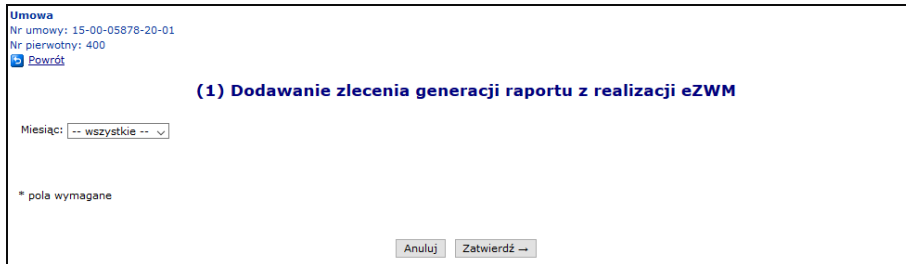 Umowa
Nr umowy: 15-00-05878-20-01
Nr pierwotny: 400
Powrót
(1) Dodawanie zlecenia generacji raportu z realizacji eZWM
Miesiąc: -- wszystkie --
* pola wymagane
Anuluj Zatwierdź →